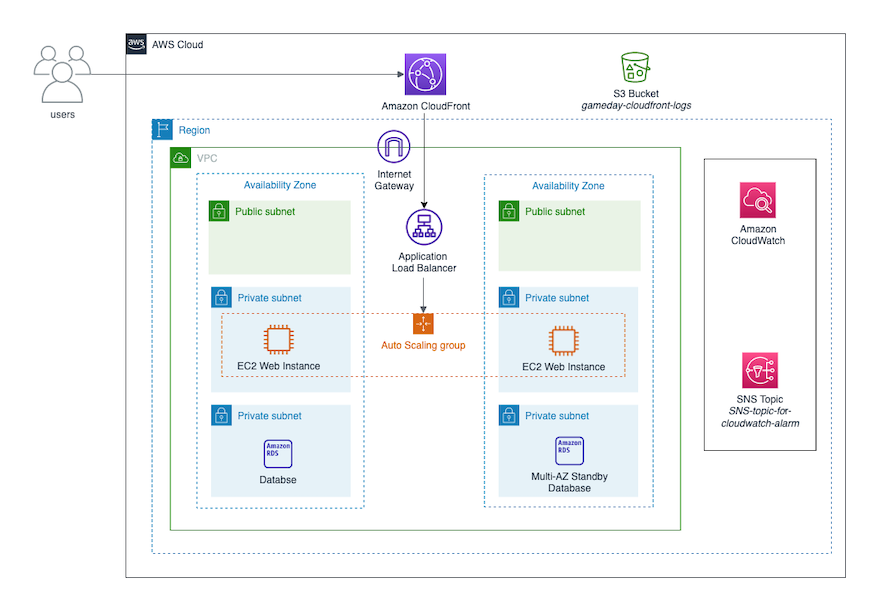 aws
AWS Cloud
users
Amazon CloudFront
S3 Bucket
gameday-cloudfront-logs
Region
VPC
Internet
Gateway
Availability Zone
Public subnet
Availability Zone
Public subnet
Application
Load Balancer
Amazon
CloudWatch
Private subnet
EC2 Web Instance
Auto Scaling group
Private subnet
EC2 Web Instance
Private subnet
Amazon
RDS
Databse
Private subnet
Amazon
RDS
Multi-AZ Standby
Database
SNS Topic
SNS-topic-for-
cloudwatch-alarm